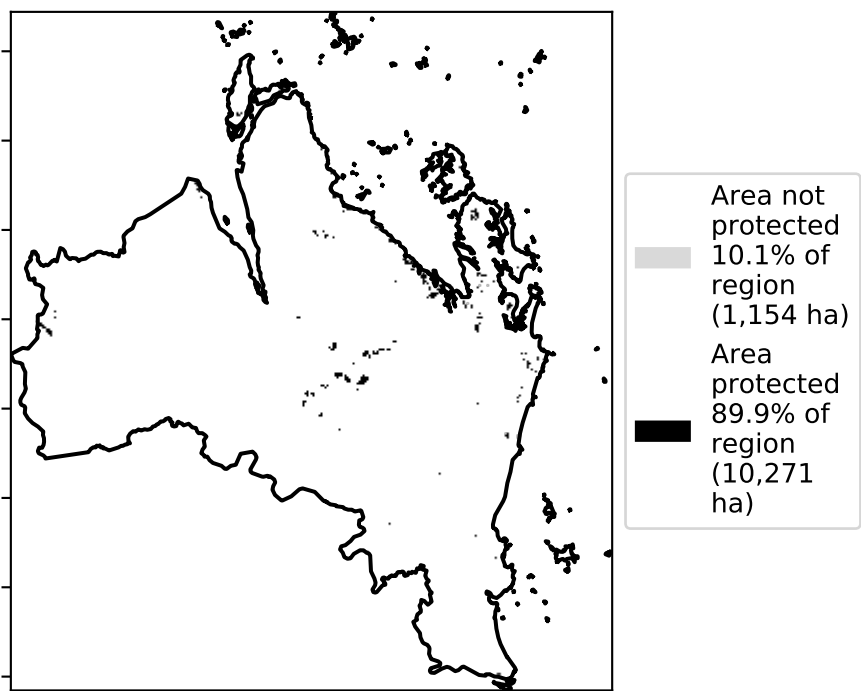 Area not
protected
10.1% of
region
(1,154 ha)
Area
protected
89.9% of
region
(10,271
ha)